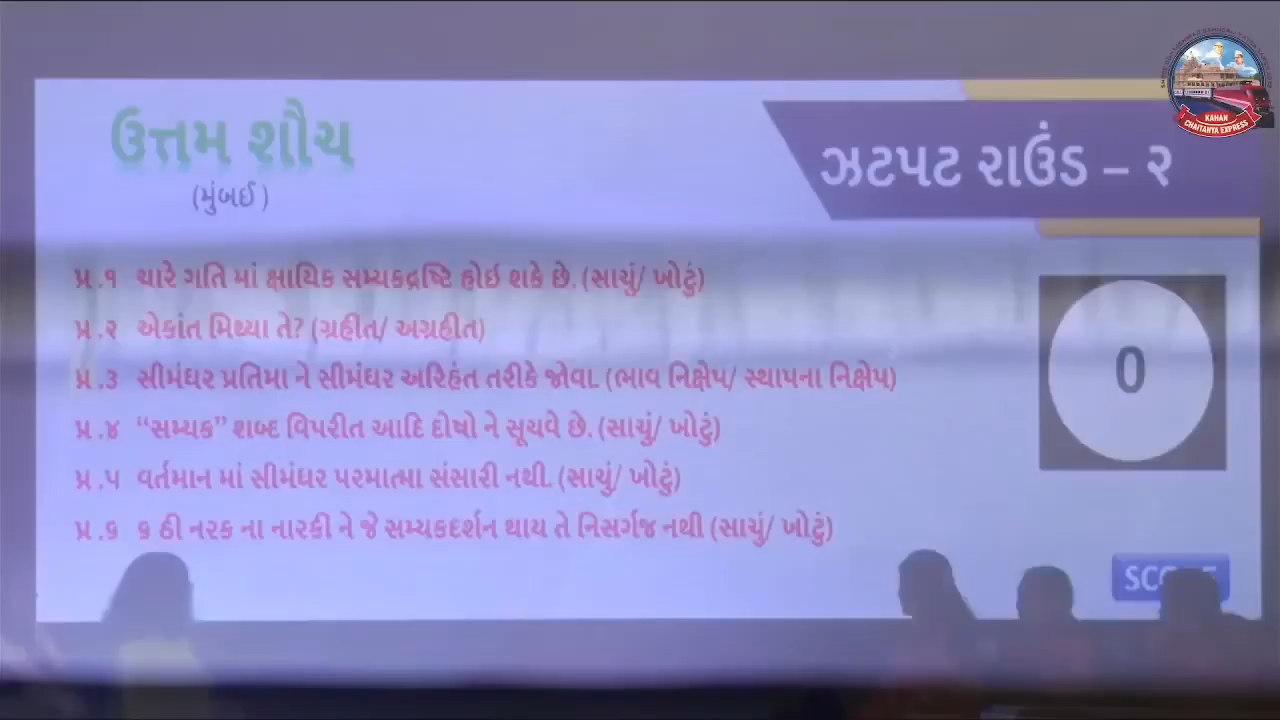 ઉત્તમ શૌચ
(મુંબઈ)
ઝટપટ રાઉંડ – ૨
પ્ર.૧ ચારે ગતિ માં ક્ષાયિક સમ્યકદ્રષ્ટિ હોઇ શકે છે. (સાચું/ ખોટું)
પ્ર.૨ એકાંત મિથ્યા તે? (ગ્રહીત/ અગ્રહીત)
પ્ર.૩ સીમંધર પ્રતિમા ને સીમંધર અરિહંત તરીકે જોવા. (ભાવ નિક્ષેપ/ સ્થાપના નિક્ષેપ)
પ્ર.૪ “સમ્યક” શબ્દ વિપરીત આદિ દોષો ને સૂચવે છે. (સાચું/ ખોટું)
પ્ર.૫ વર્તમાન માં સીમંધર પરમાત્મા સંસારી નથી. (સાચું/ ખોટું)
પ્ર.૬ ૬ ઠી નરક ના નારકી ને જે સમ્યકદર્શન થાય તે નિસર્ગજ નથી (સાચું/ ખોટું)
0
KAHAN
CHAITANYA EXPRESS